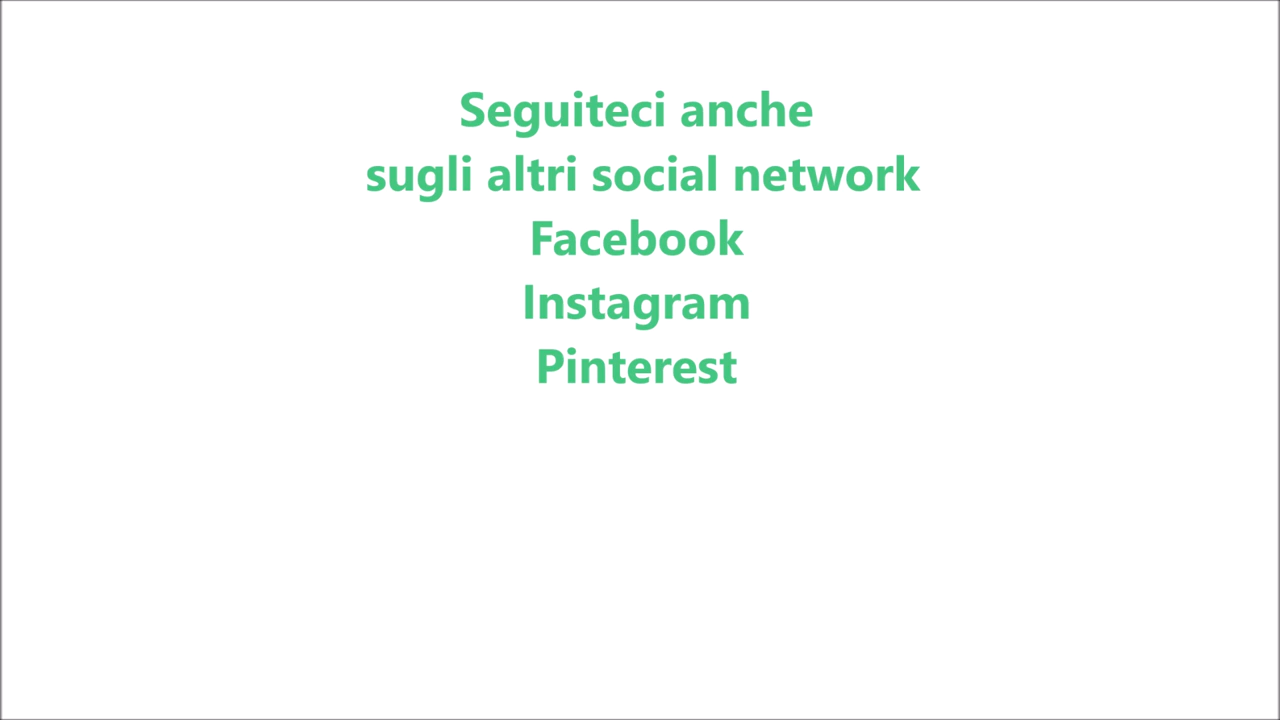 Seguiteci anche
sugli altri social network
Facebook
Instagram
Pinterest